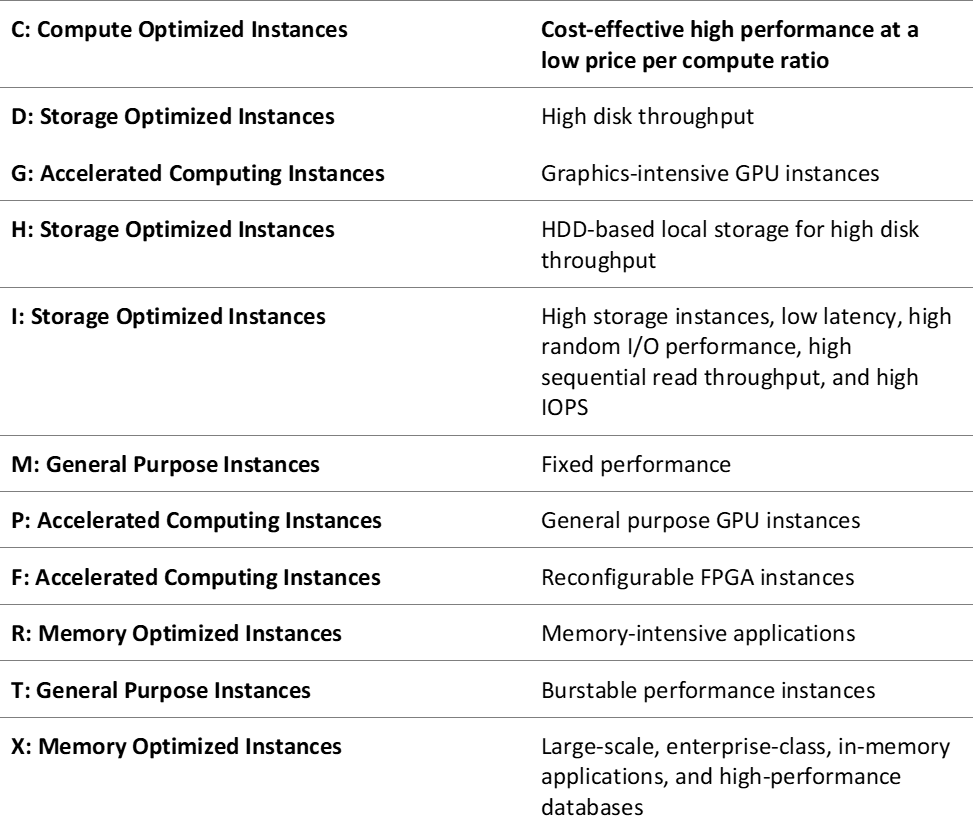 C: Compute Optimized Instances
Cost-effective high performance at a
low price per compute ratio
D: Storage Optimized Instances
High disk throughput
G: Accelerated Computing Instances
Graphics-intensive GPU instances
H: Storage Optimized Instances
HDD-based local storage for high disk
throughput
I: Storage Optimized Instances
High storage instances, low latency, high
random I/O performance, high
sequential read throughput, and high
IOPS
M: General Purpose Instances
Fixed performance
P: Accelerated Computing Instances
General purpose GPU instances
F: Accelerated Computing Instances
Reconfigurable FPGA instances
R: Memory Optimized Instances
Memory-intensive applications
T: General Purpose Instances
Burstable performance instances
X: Memory Optimized Instances
Large-scale, enterprise-class, in-memory
applications, and high-performance
databases